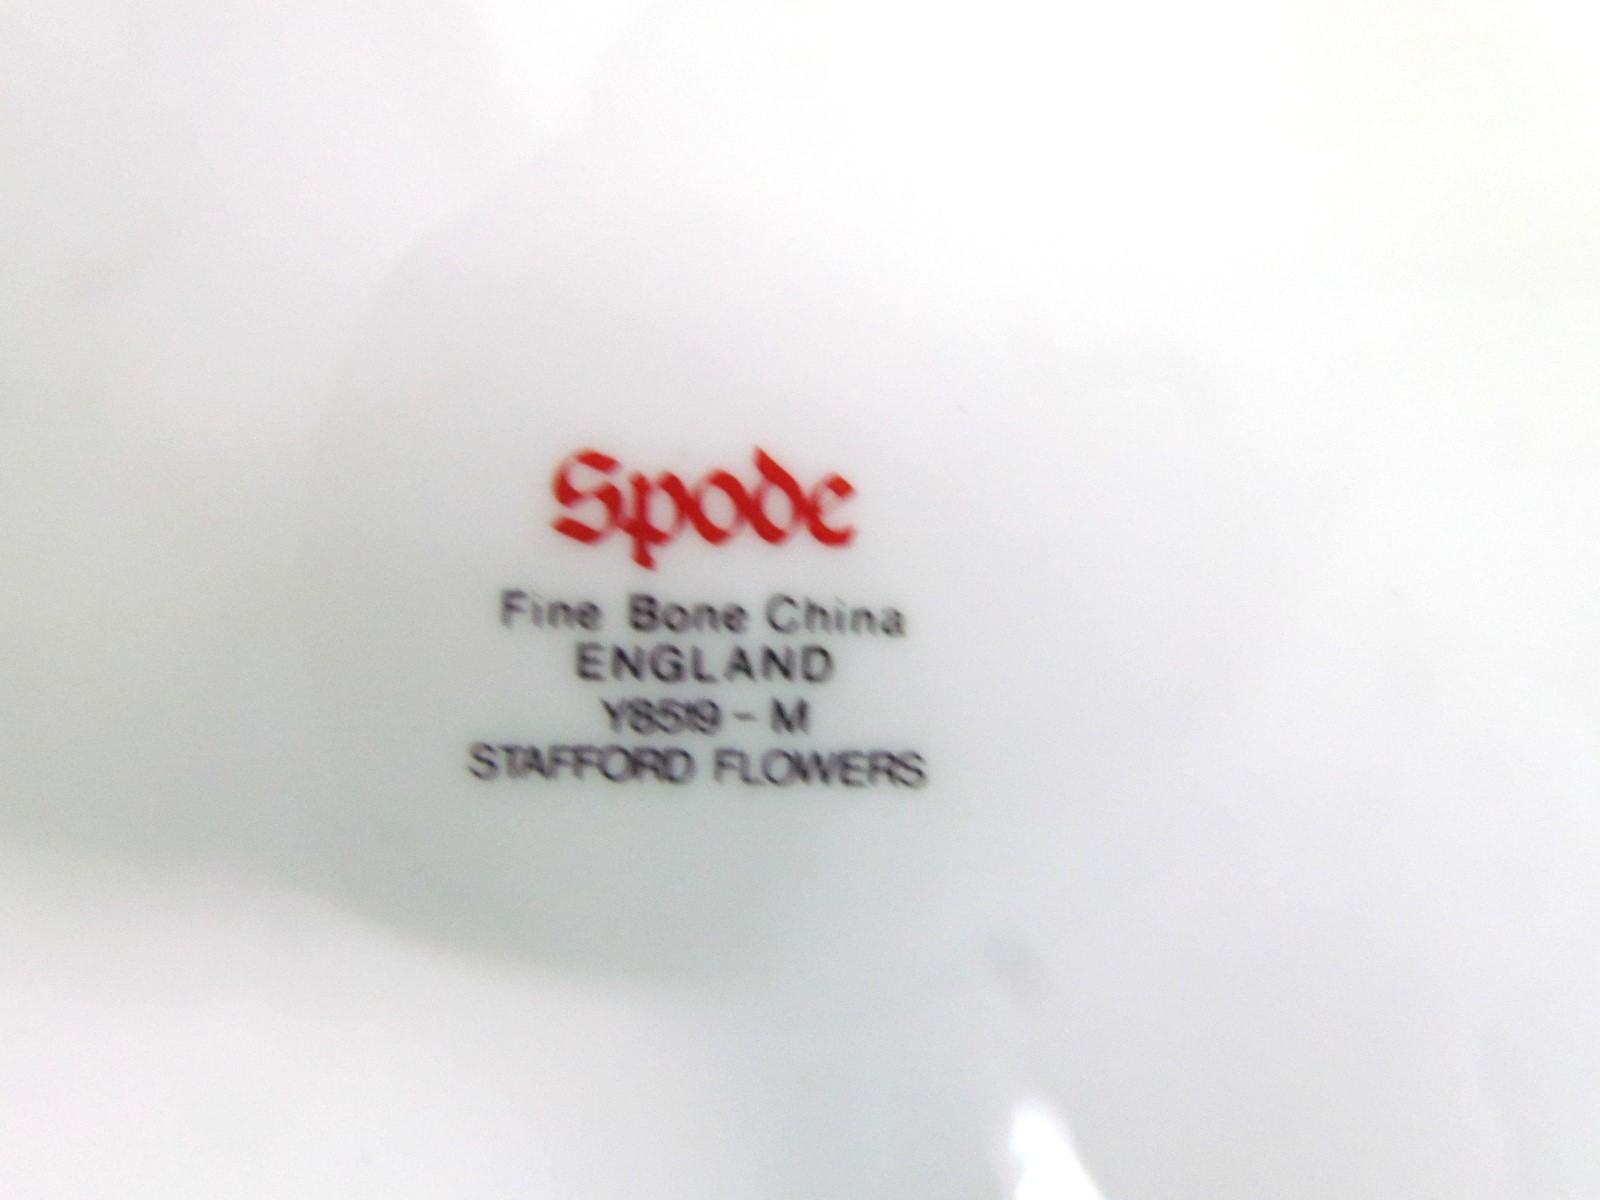 Spode
Fine Bone China
ENGLAND
Y8519 - M
STAFFORD FLOWERS